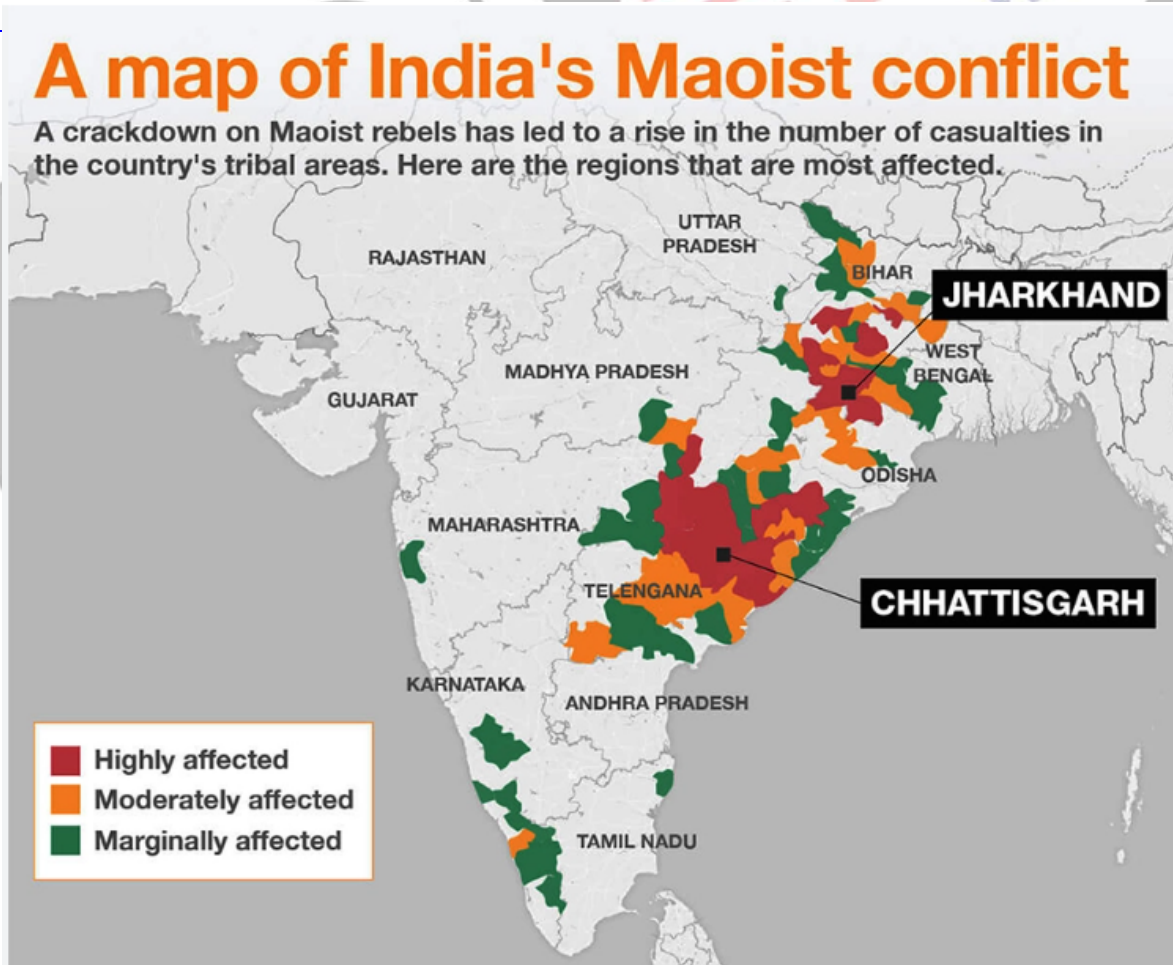 A map of India's Maoist conflict
A crackdown on Maoist rebels has led to a rise in the number of casualties in
the country's tribal areas. Here are the regions that are most affected.
UTTAR
PRADESH
RAJASTHAN
BIHAR
JHARKHAND
WEST
BENGAL
MADHYA PRADESH
GUJARAT
ODISHA
MAHARASHTRA
TELENGANA
CHHATTISGARH
KARNATAKA
ANDHRA PRADESH
Highly affected
Moderately affected
Marginally affected
TAMIL NADU